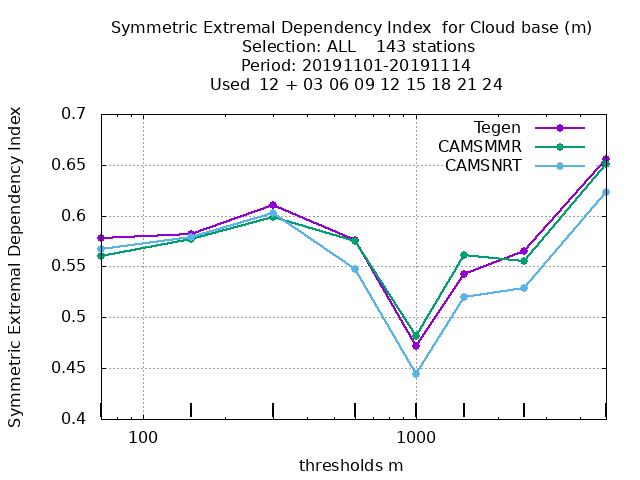 Symmetric Extremal Dependency Index  for Cloud base (m)
Selection: ALL    143 stations
Period: 20191101-20191114
Used  12 + 03 06 09 12 15 18 21 24
Symmetric Extremal Dependency Index
0.7
0.65
0.6
0.55
0.5
0.45
0.4
Tegen
CAMSMMR
CAMSNRT
100
1000
thresholds m